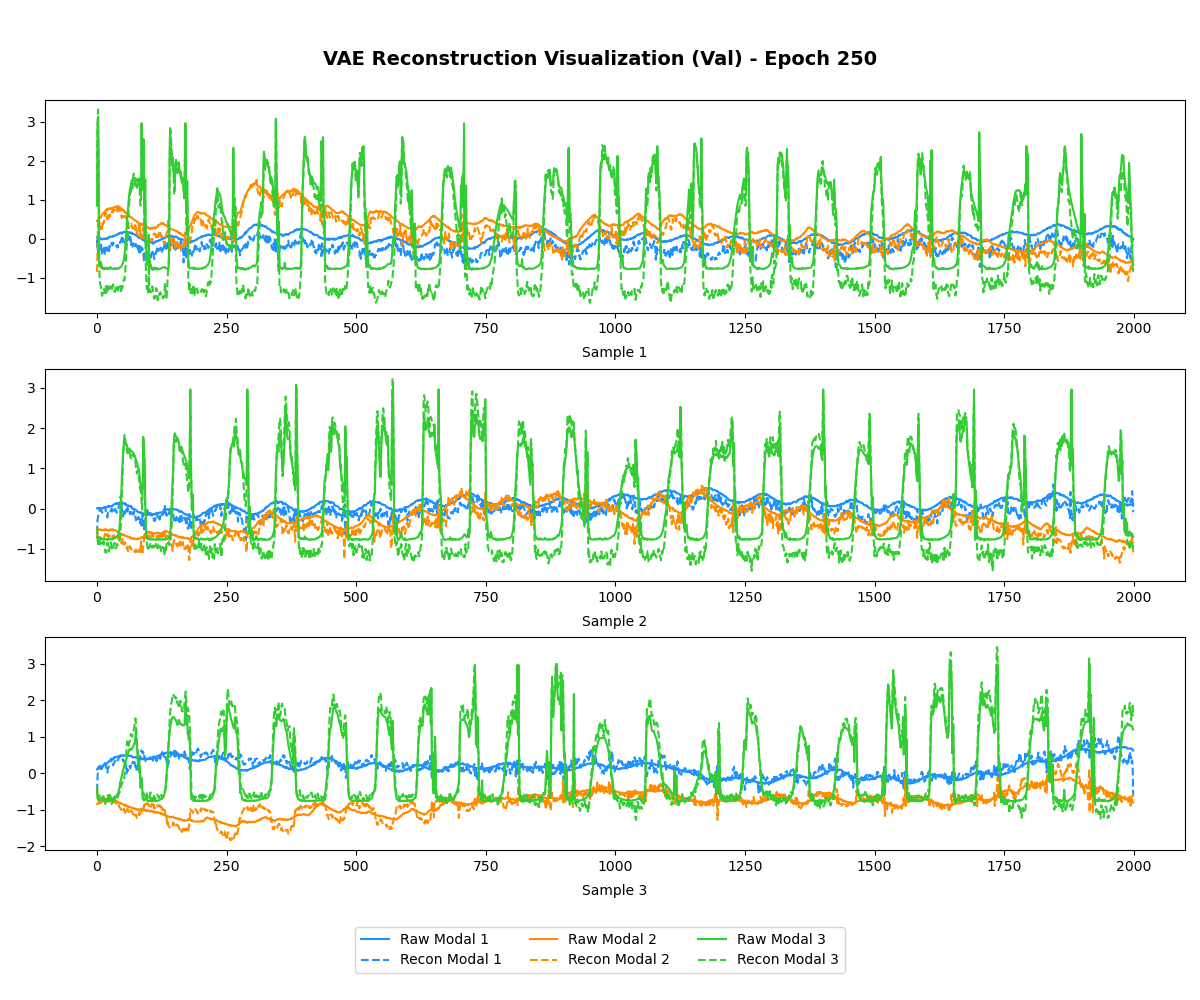 VAE Reconstruction Visualization (Val) - Epoch 250
3
2
1
0
−1
0 250 500 750 1000 1250 1500 1750 2000
Sample 1
3
2
1
0
−1
0 250 500 750 1000 1250 1500 1750 2000
Sample 2
3
2
1
0
−1
−2
0 250 500 750 1000 1250 1500 1750 2000
Sample 3
Raw Modal 1 Raw Modal 2 Raw Modal 3
Recon Modal 1 Recon Modal 2 Recon Modal 3